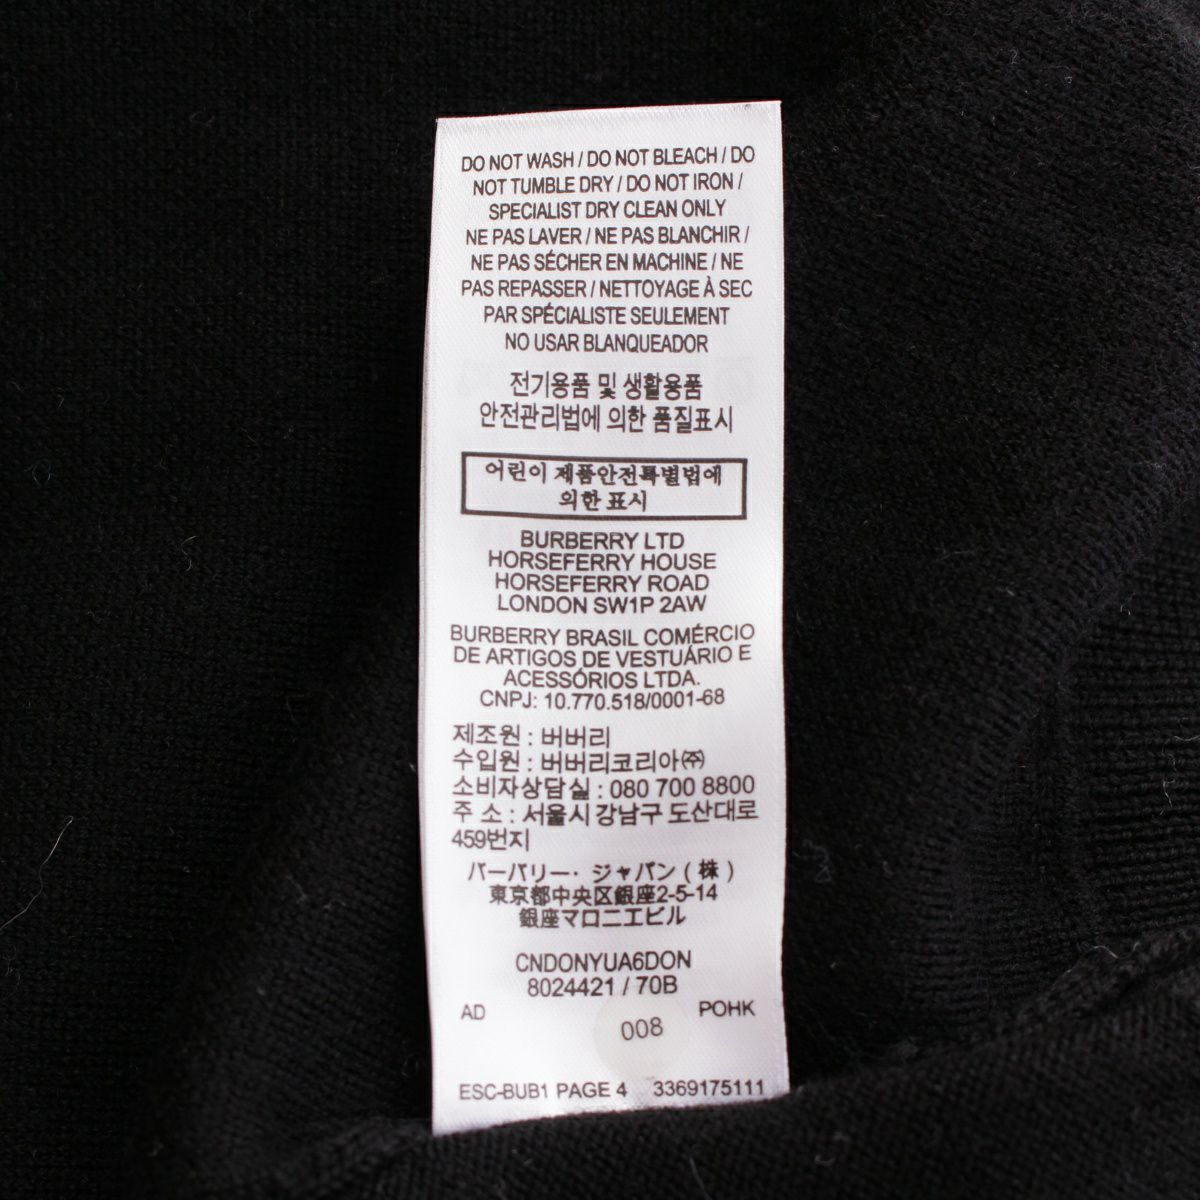 DO NOT WASH / DO NOT BLEACH / DO
NOT TUMBLE DRY / DO NOT IRON /
SPECIALIST DRY CLEAN ONLY
NE PAS LAVER / NE PAS BLANCHIR /
NE PAS SÉCHER EN MACHINE / NE
PAS REPASSER / NETTOYAGE À SEC
PAR SPÉCIALISTE SEULEMENT
NO USAR BLANQUEADOR
전기용품 및 생활용품
안전관리법에 의한 품질표시
어린이 제품안전특별법에
의한 표시
BURBERRY LTD
HORSEFERRY HOUSE
HORSEFERRY ROAD
LONDON SW1P 2AW
BURBERRY BRASIL COMÉRCIO
DE ARTIGOS DE VESTUÁRIO E
ACESSÓRIOS LTDA.
CNPJ: 10.770.518/0001-68
제조원 : 버버리
수입원 : 버버리코리아㈜
소비자상담실 : 080 700 8800
주 소 : 서울시 강남구 도산대로
459번지
バーバリー・ジャパン ( 株 )
東京都中央区銀座2-5-14
銀座マロニエビル
CNDONYUA6DON
8024421 / 70B
AD POHK
008
ESC-BUB1 PAGE 4 3369175111